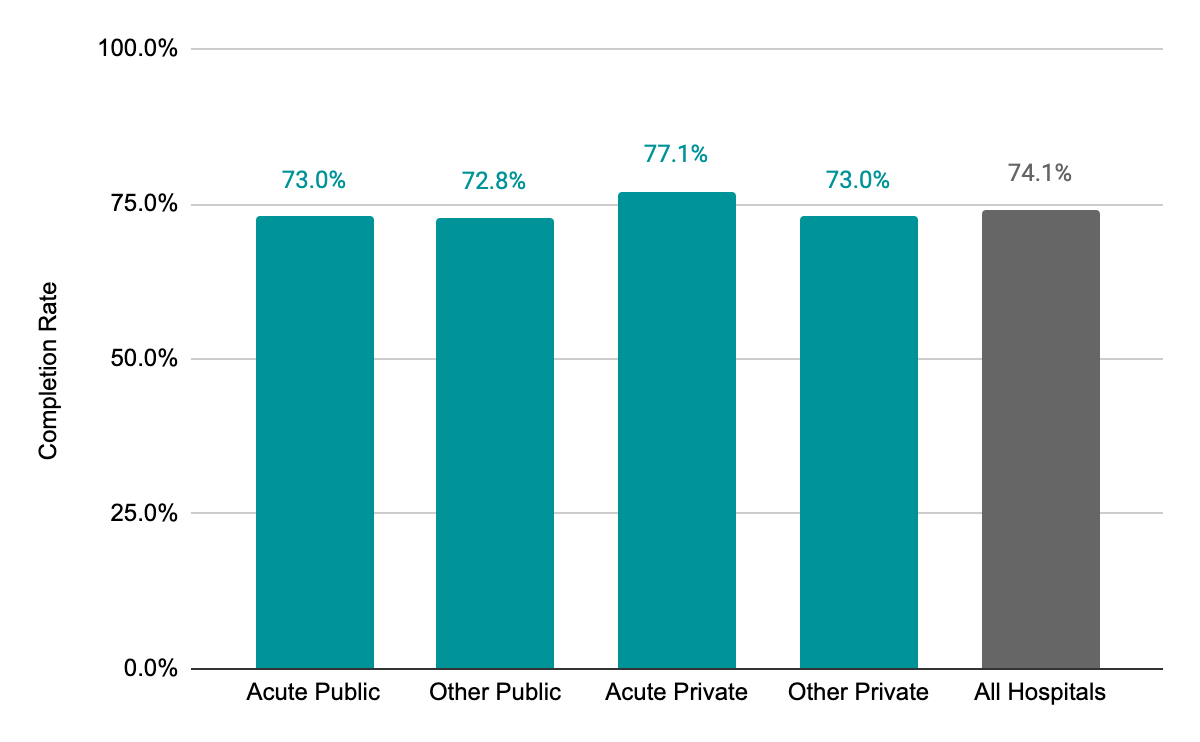 100.0%
75.0%
50.0%
25.0%
0.0%
Completion Rate
73.0%
72.8%
77.1%
73.0%
74.1%
Acute Public
Other Public
Acute Private
Other Private
All Hospitals